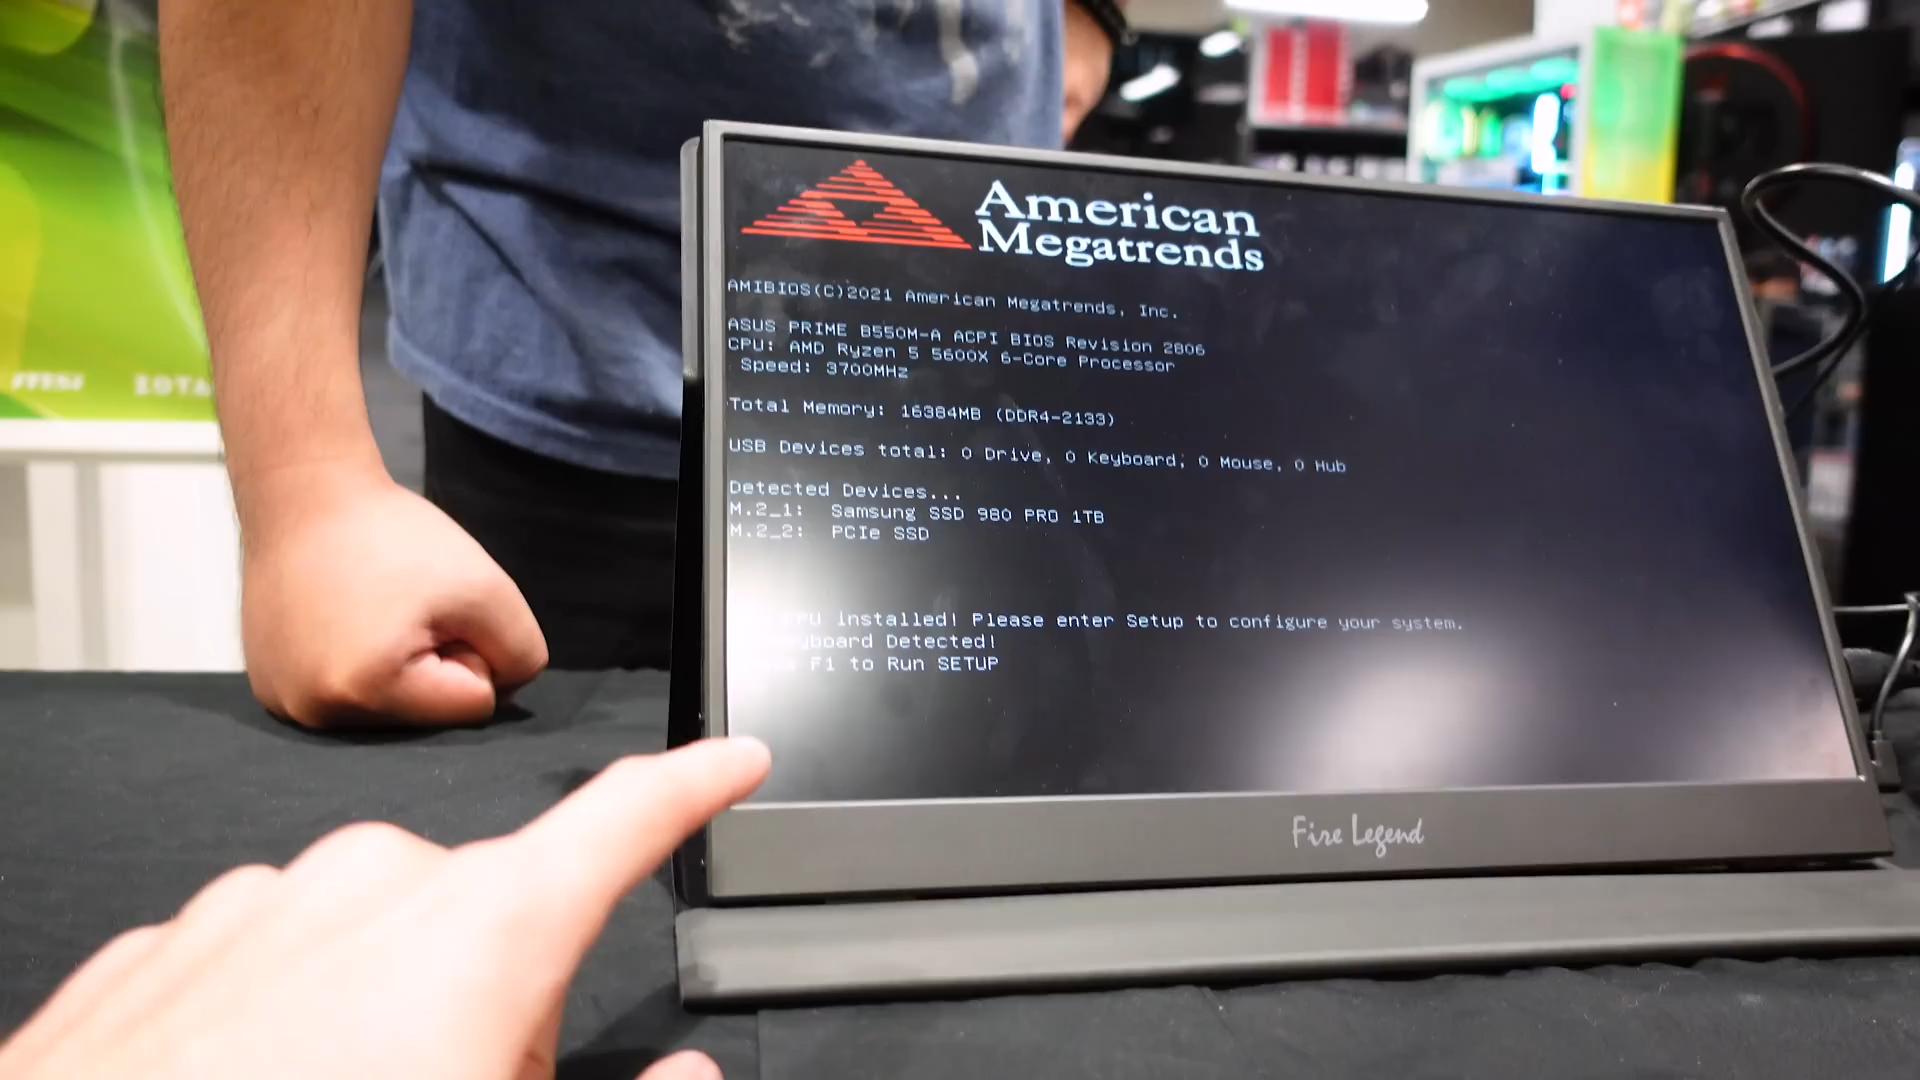 American
Megatrends
AMIBIOS(C)2021 American Megatrends, Inc.
ASUS PRIME B550M-A ACPI BIOS Revision 2806
CPU: AMD Ryzen 5 5600X 6-Core Processor
Speed: 3700MHz
Total Memory: 16384MB (DDR4-2133)
USB Devices total: 0 Drive, 0 Keyboard, 0 Mouse, 0 Hub
Detected Devices...
M.2_1: Samsung SSD 980 PRO 1TB
M.2_2: PCIe SSD
installed! Please enter Setup to configure your system.
Detected!
F1 to Run SETUP
Fire Legend
msi ZOTA